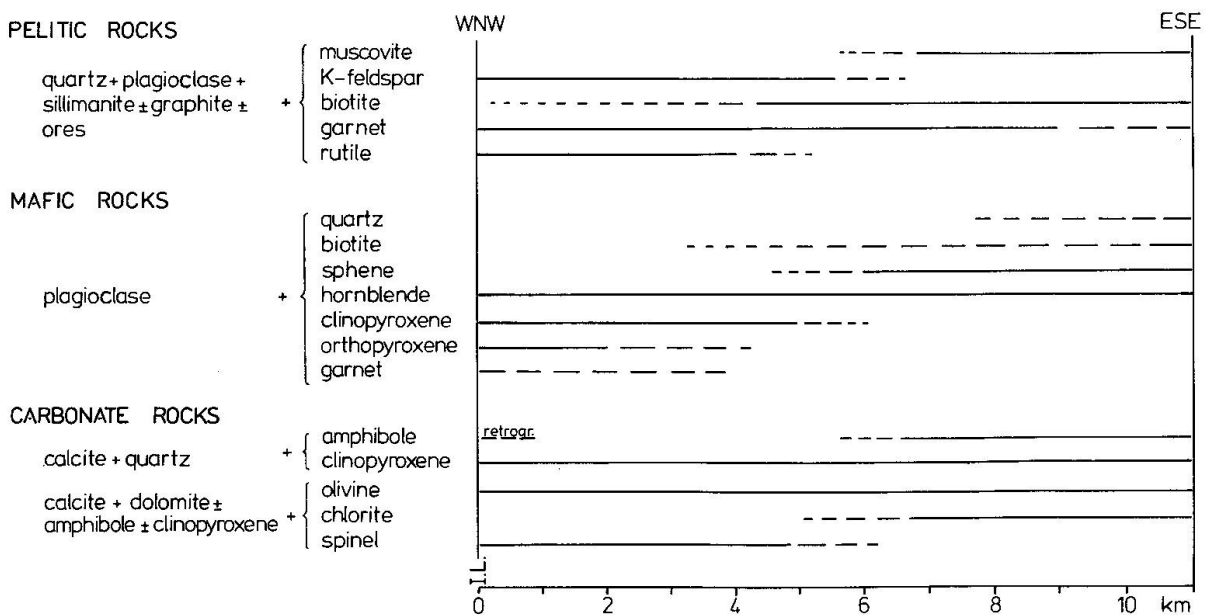 WNW
ESE
PELITIC ROCKS
quartz + plagioclase +
sillimanite ± graphite ±
ores
+
muscovite
K-feldspar
biotite
garnet
rutile
MAFIC ROCKS
plagioclase
+
quartz
biotite
sphene
hornblende
clinopyroxene
orthopyroxene
garnet
CARBONATE ROCKS
calcite + quartz
+
amphibole
clinopyroxene
retrogr.
calcite + dolomite ±
amphibole ± clinopyroxene
+
olivine
chlorite
spinel
I.L.
0 2 4 6 8 10 km